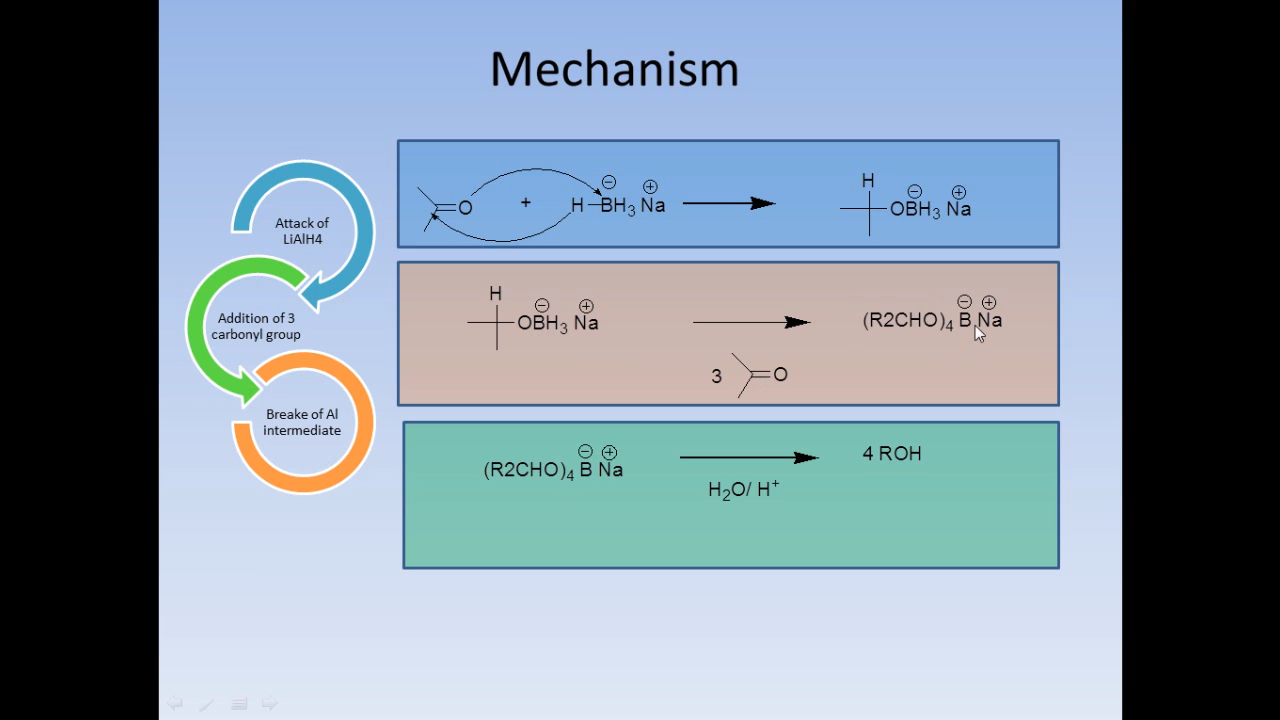 Mechanism
Attack of
LiAlH4
Addition of 3
carbonyl group
Breake of Al
intermediate
O + H BH₃ Na H OBH₃ Na
⊖ ⊕ ⊖ ⊕
H
OBH₃ Na (R2CHO)₄ B Na
⊖ ⊕ ⊖ ⊕
3 O
(R2CHO)₄ B Na 4 ROH
⊖ ⊕
H₂O/ H⁺